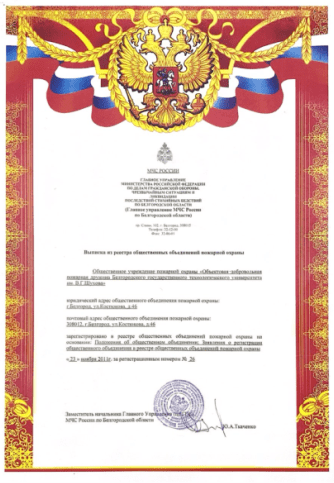 МЧС РОССИИ
ГЛАВНОЕ УПРАВЛЕНИЕ
МИНИСТЕРСТВА РОССИЙСКОЙ ФЕДЕРАЦИИ
ПО ДЕЛАМ ГРАЖДАНСКОЙ ОБОРОНЫ,
ЧРЕЗВЫЧАЙНЫМ СИТУАЦИЯМ И
ЛИКВИДАЦИИ
ПОСЛЕДСТВИЙ СТИХИЙНЫХ БЕДСТВИЙ
ПО БЕЛГОРОДСКОЙ ОБЛАСТИ
(Главное управление МЧС России
по Белгородской области)
Выписка из реестра общественных объединений пожарной охраны
Общественное учреждение пожарной охраны «Объектовая добровольная
пожарная дружина Белгородского государственного технологического университета
им. В.Г.Шухова»
юридический адрес общественного объединения пожарной охраны:
г.Белгород, ул.Костюкова, д.46
почтовый адрес общественного объединения пожарной охраны:
308012, г.Белгород, ул.Костюкова, д.46
зарегистрировано в реестре общественных объединений пожарной охраны на
основании: Положения об общественном объединении; Заявления о регистрации
общественного объединения в реестре общественных объединений пожарной охраны
« 23 » ноября 2011г. за регистрационным номером № 26
Заместитель начальника Главного Управления
МЧС России по Белгородской области
Ю.А.Ткаченко